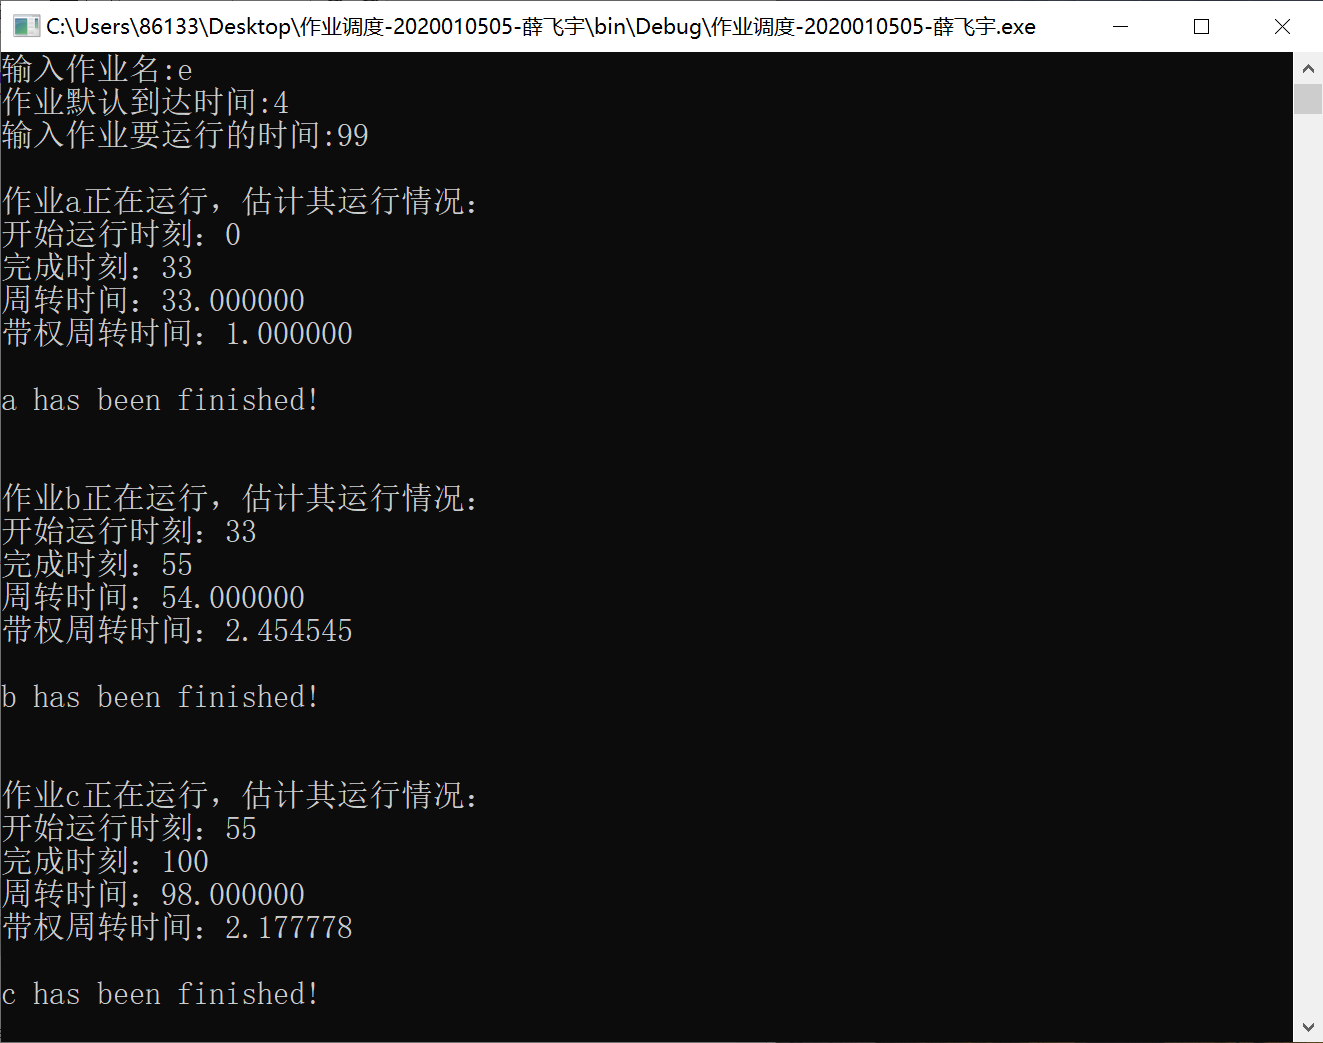 C:\Users\86133\Desktop\作业调度-2020010505-薛飞宇\bin\Debug\作业调度-2020010505-薛飞宇.exe
输入作业名:e
作业默认到达时间:4
输入作业要运行的时间:99
作业a正在运行，估计其运行情况：
开始运行时刻：0
完成时刻：33
周转时间：33.000000
带权周转时间：1.000000
a has been finished!
作业b正在运行，估计其运行情况：
开始运行时刻：33
完成时刻：55
周转时间：54.000000
带权周转时间：2.454545
b has been finished!
作业c正在运行，估计其运行情况：
开始运行时刻：55
完成时刻：100
周转时间：98.000000
带权周转时间：2.177778
c has been finished!